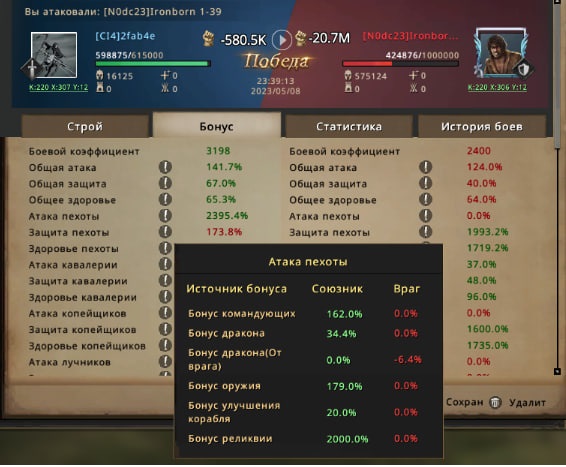 Вы атаковали: [N0dc23]Ironborn 1-39
[CI4]2fab4e
-580.5K
-20.7M
[N0dc23]Ironbor...
598875/615000
Победа
424876/1000000
16125
0
0
0
23:39:13
2023/05/08
575124
0
0
0
K:220 X:307 Y:12
K:220 X:306 Y:12
Строй
Бонус
Статистика
История боев
Боевой коэффициент 3198
Боевой коэффициент 2400
Общая атака 141.7%
Общая атака 124.0%
Общая защита 67.0%
Общая защита 40.0%
Общее здоровье 65.3%
Общее здоровье 64.0%
Атака пехоты 2395.4%
Атака пехоты 0.0%
Защита пехоты 173.8%
Защита пехоты 1993.2%
Здоровье пехоты
1719.2%
Атака кавалерии
37.0%
Защита кавалерии
48.0%
Здоровье кавалерии
96.0%
Атака копейщиков
0.0%
Защита копейщиков
1600.0%
Здоровье копейщиков
1735.0%
Атака лучников
0.0%
Атака пехоты
Источник бонуса Союзник Враг
Бонус командующих 162.0% 0.0%
Бонус дракона 34.4% 0.0%
Бонус дракона(От
врага) 0.0% -6.4%
Бонус оружия 179.0% 0.0%
Бонус улучшения
корабля 20.0% 0.0%
Бонус реликвии 2000.0% 0.0%
Сохран
Удалит